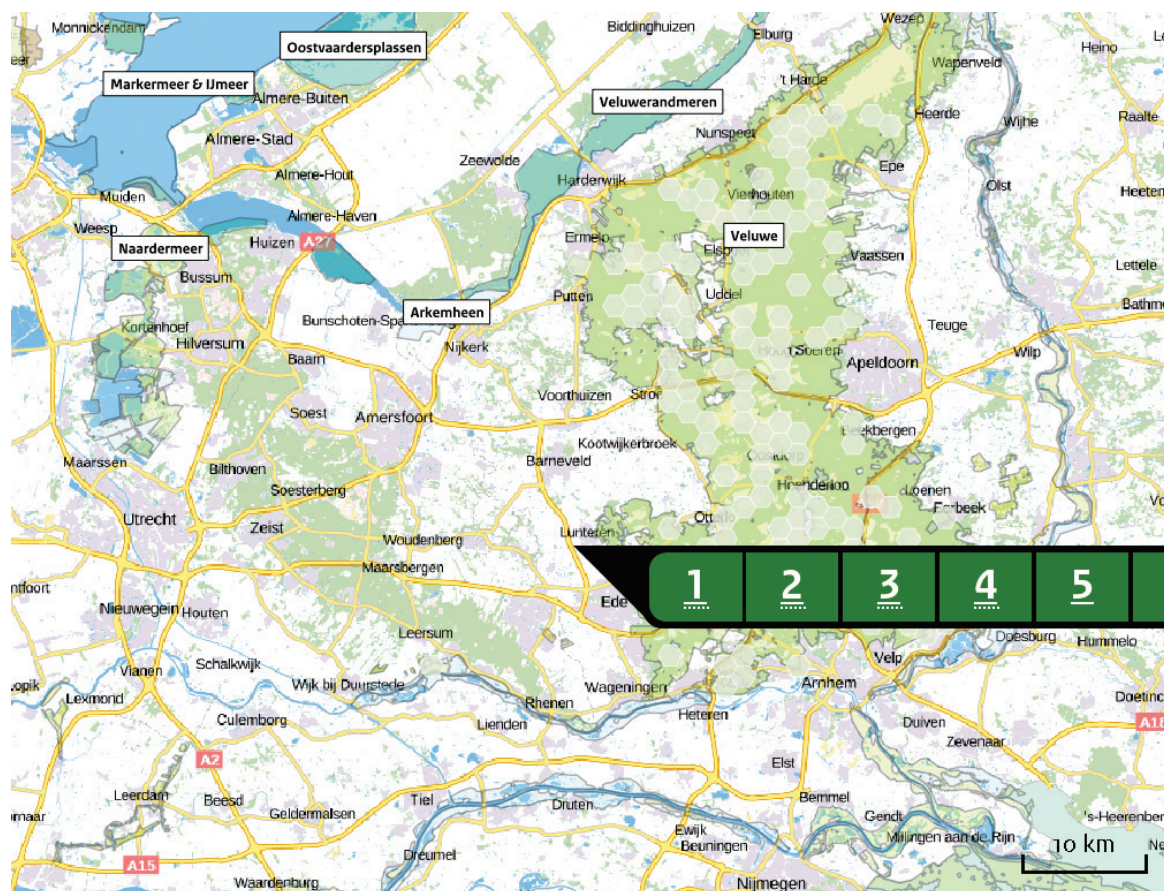 Monnickendam
Biddinghuizen
Wezep
Oostvaardersplassen
Elburg
Heino
Markermeer & IJmeer
't Harde
Wapenveld
Almere-Buiten
Veluwerandmeren
Heerde
Wijhe
Raalte
Almere-Stad
Nunspeet
Zeewolde
Epe
Almere-Hout
Harderwijk
Vierhouten
Olst
Muiden
Almere-Haven
Weesp
Naardermeer
Huizen
A27
Ermelo
Veluwe
Vaassen
Lettele
Bussum
Uddel
Putten
Arkemheen
Kortenhoef
Hilversum
Nijkerk
Teuge
Baarn
Soeren
Apeldoorn
Wilp
Soest
Amersfoort
Voorthuizen
Kootwijkerbroek
Beekbergen
Maarssen
Bilthoven
Barneveld
Soesterberg
Hoenderloo
Loenen
Eerbeek
Utrecht
Zeist
Lunteren
Woudenberg
Maarsbergen
1 2 3 4 5
Nieuwegein
Houten
Ede
Leersum
Doesburg
Hummelo
Schalkwijk
Velp
Vianen
Wijk bij Duurstede
Wageningen
Arnhem
Lexmond
Rhenen
Culemborg
Lienden
Heteren
Duiven
A18
Zevenaar
A2
Elst
Leerdam
Beesd
Geldermalsen
Tiel
Druten
Bemmel
Gendt
Ewijk
Beuningen
Millingen aan de Rijn
10 km
Dreumel
A15
Waardenburg
Nijmegen